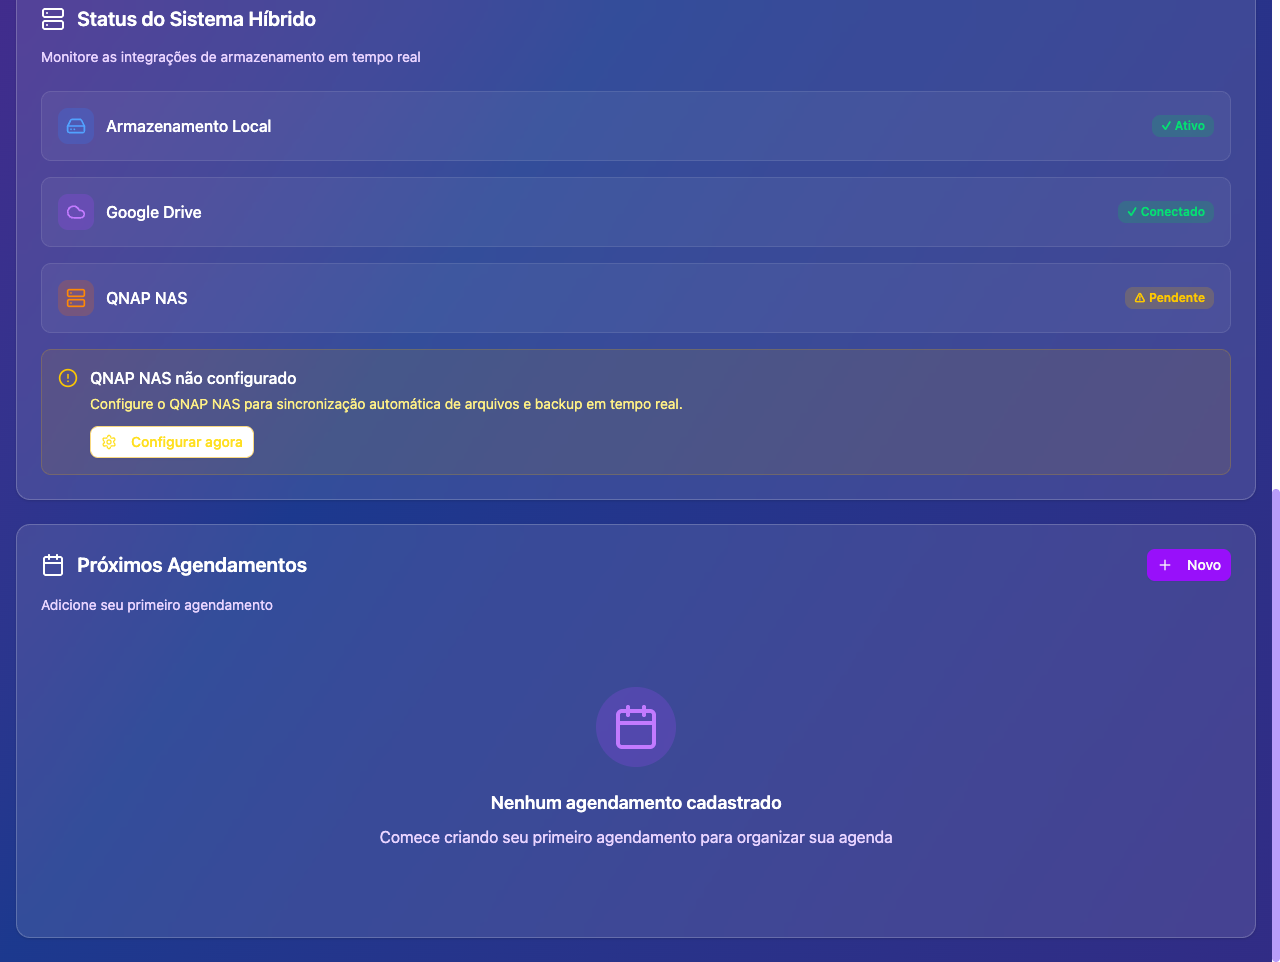 Status do Sistema Híbrido
Monitore as integrações de armazenamento em tempo real
Armazenamento Local
✓ Ativo
Google Drive
✓ Conectado
QNAP NAS
⚠ Pendente
QNAP NAS não configurado
Configure o QNAP NAS para sincronização automática de arquivos e backup em tempo real.
Configurar agora
Próximos Agendamentos
+ Novo
Adicione seu primeiro agendamento
Nenhum agendamento cadastrado
Comece criando seu primeiro agendamento para organizar sua agenda